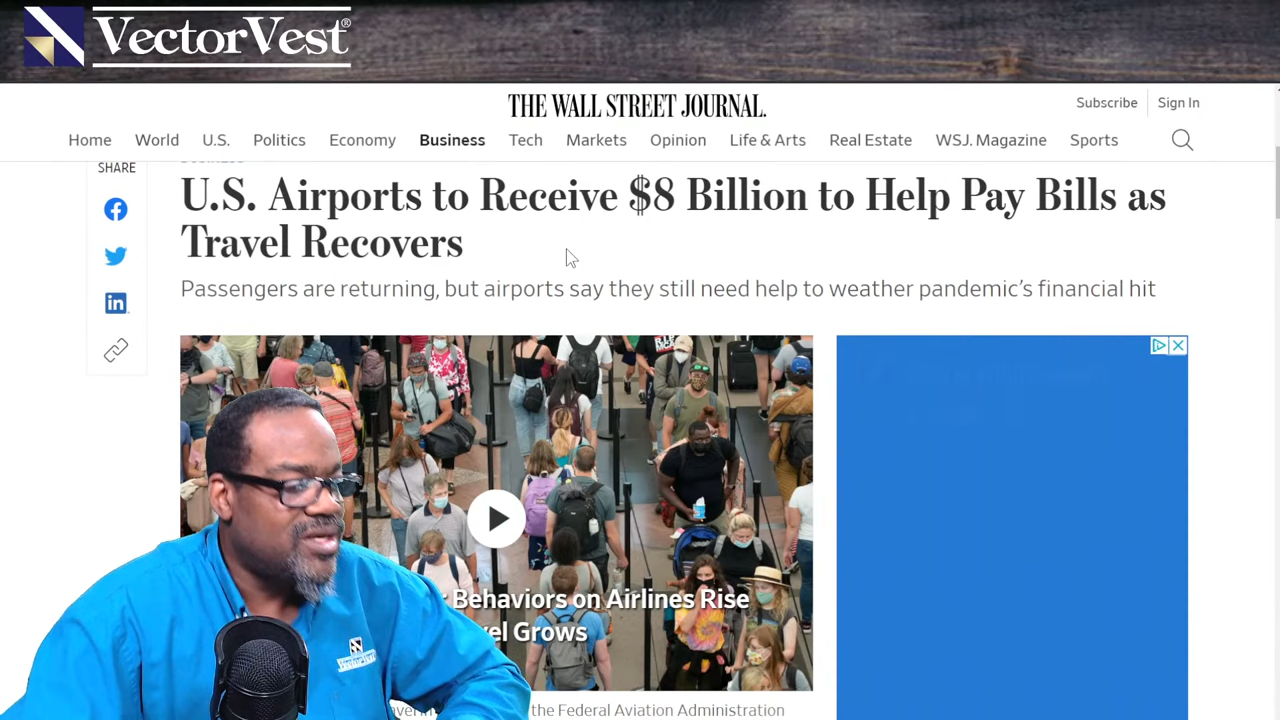 VectorVest®
THE WALL STREET JOURNAL.
Subscribe
Sign In
Home
World
U.S.
Politics
Economy
Business
Tech
Markets
Opinion
Life & Arts
Real Estate
WSJ. Magazine
Sports
SHARE
U.S. Airports to Receive $8 Billion to Help Pay Bills as
Travel Recovers
Passengers are returning, but airports say they still need help to weather pandemic's financial hit
in
Behaviors on Airlines Rise
Grows
the Federal Aviation Administration
VectorVest